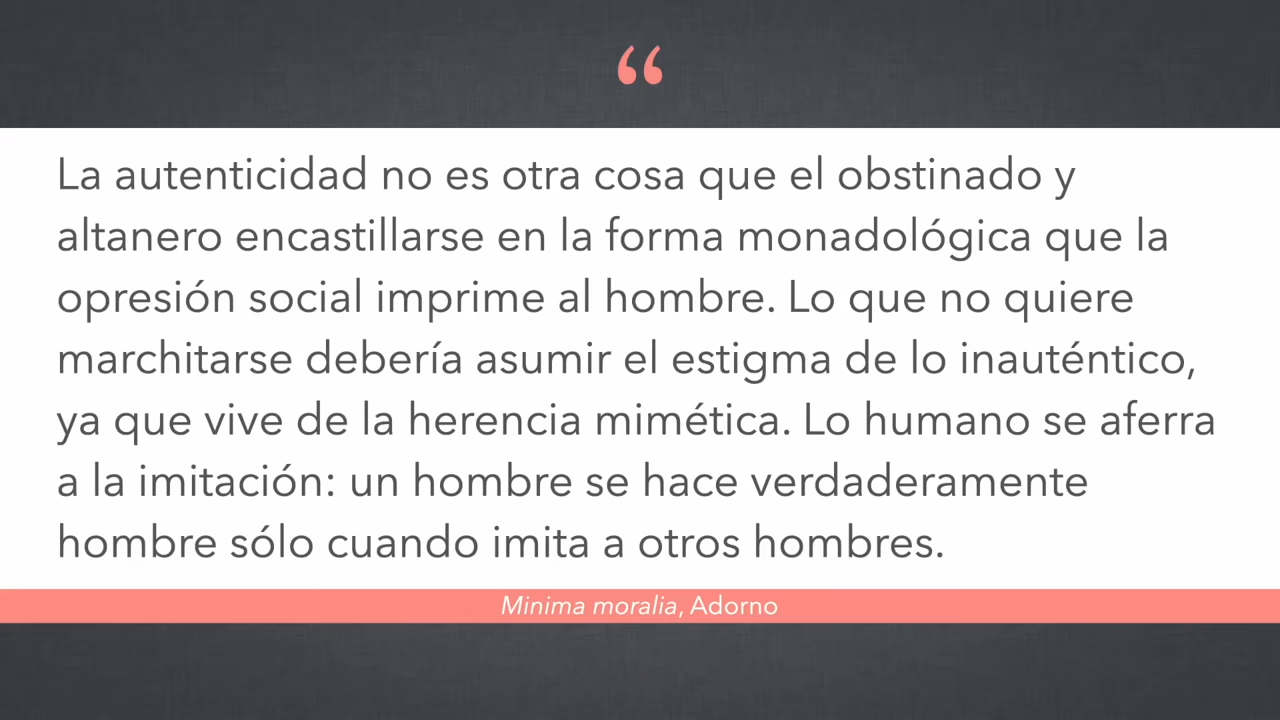 “
La autenticidad no es otra cosa que el obstinado y
altanero encastillarse en la forma monadológica que la
opresión social imprime al hombre. Lo que no quiere
marchitarse debería asumir el estigma de lo inauténtico,
ya que vive de la herencia mimética. Lo humano se aferra
a la imitación: un hombre se hace verdaderamente
hombre sólo cuando imita a otros hombres.
Minima moralia, Adorno